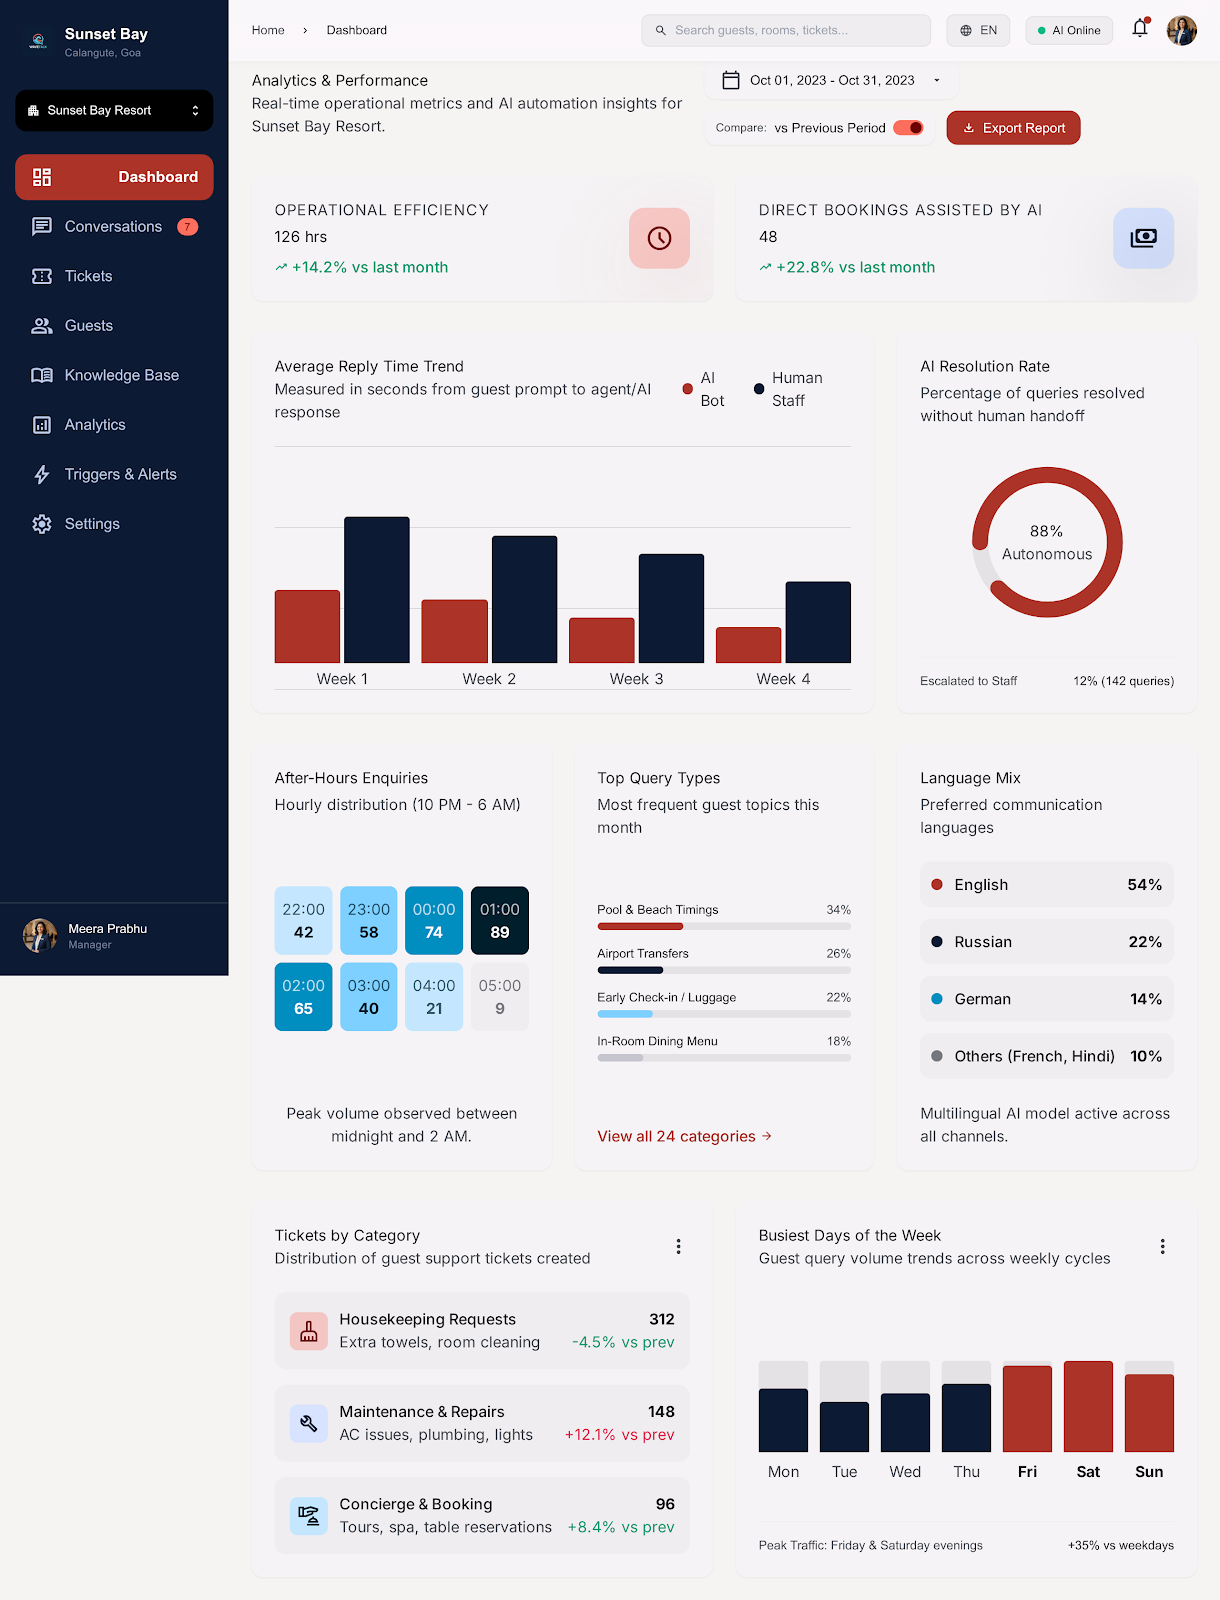 Sunset Bay
Calangute, Goa
Sunset Bay Resort
Dashboard
Conversations 7
Tickets
Guests
Knowledge Base
Analytics
Triggers & Alerts
Settings
Meera Prabhu
Manager
Home › Dashboard
Search guests, rooms, tickets...
EN
AI Online
Analytics & Performance
Real-time operational metrics and AI automation insights for
Sunset Bay Resort.
Oct 01, 2023 - Oct 31, 2023
Compare: vs Previous Period
Export Report
OPERATIONAL EFFICIENCY
126 hrs
+14.2% vs last month
DIRECT BOOKINGS ASSISTED BY AI
48
+22.8% vs last month
Average Reply Time Trend
Measured in seconds from guest prompt to agent/AI
response
AI
Bot
Human
Staff
Week 1 Week 2 Week 3 Week 4
AI Resolution Rate
Percentage of queries resolved
without human handoff
88%
Autonomous
Escalated to Staff 12% (142 queries)
After-Hours Enquiries
Hourly distribution (10 PM - 6 AM)
22:00 23:00 00:00 01:00
42 58 74 89
02:00 03:00 04:00 05:00
65 40 21 9
Peak volume observed between
midnight and 2 AM.
Top Query Types
Most frequent guest topics this
month
Pool & Beach Timings 34%
Airport Transfers 26%
Early Check-in / Luggage 22%
In-Room Dining Menu 18%
View all 24 categories →
Language Mix
Preferred communication
languages
English 54%
Russian 22%
German 14%
Others (French, Hindi) 10%
Multilingual AI model active across
all channels.
Tickets by Category
Distribution of guest support tickets created
Housekeeping Requests 312
Extra towels, room cleaning -4.5% vs prev
Maintenance & Repairs 148
AC issues, plumbing, lights +12.1% vs prev
Concierge & Booking 96
Tours, spa, table reservations +8.4% vs prev
Busiest Days of the Week
Guest query volume trends across weekly cycles
Mon Tue Wed Thu Fri Sat Sun
Peak Traffic: Friday & Saturday evenings +35% vs weekdays